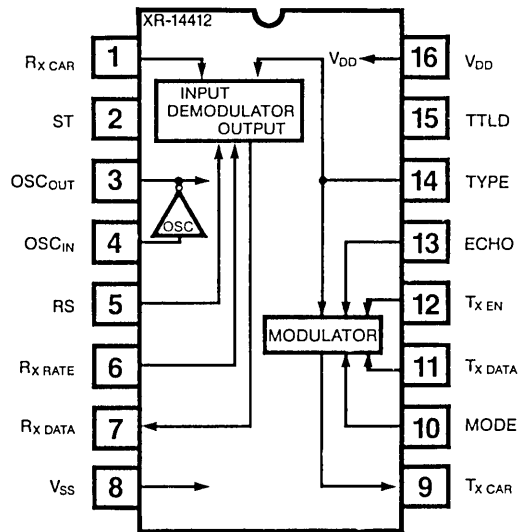 XR-14412
RX CAR 1 VDD 16 VDD
INPUT
DEMODULATOR
OUTPUT
ST 2 15 TTLD
OSCOUT 3 14 TYPE
OSC
OSCIN 4 13 ECHO
RS 5 12 TX EN
MODULATOR
RX RATE 6 11 TX DATA
RX DATA 7 10 MODE
VSS 8 9 TX CAR